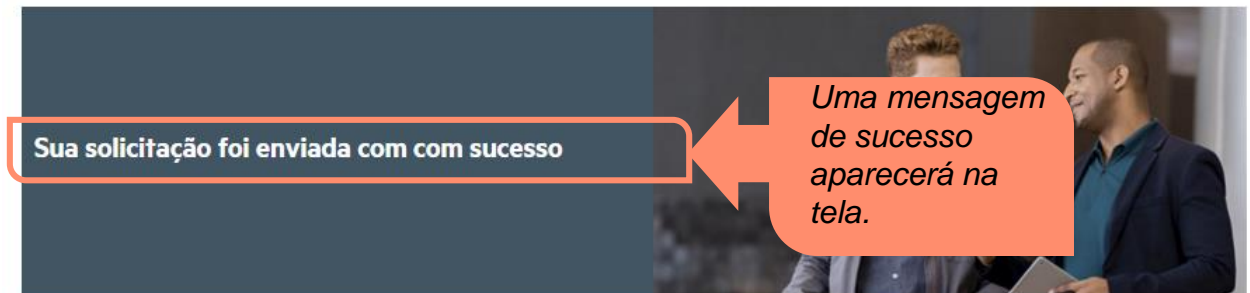 Sua solicitação foi enviada com com sucesso
Uma mensagem
de sucesso
aparecerá na
tela.